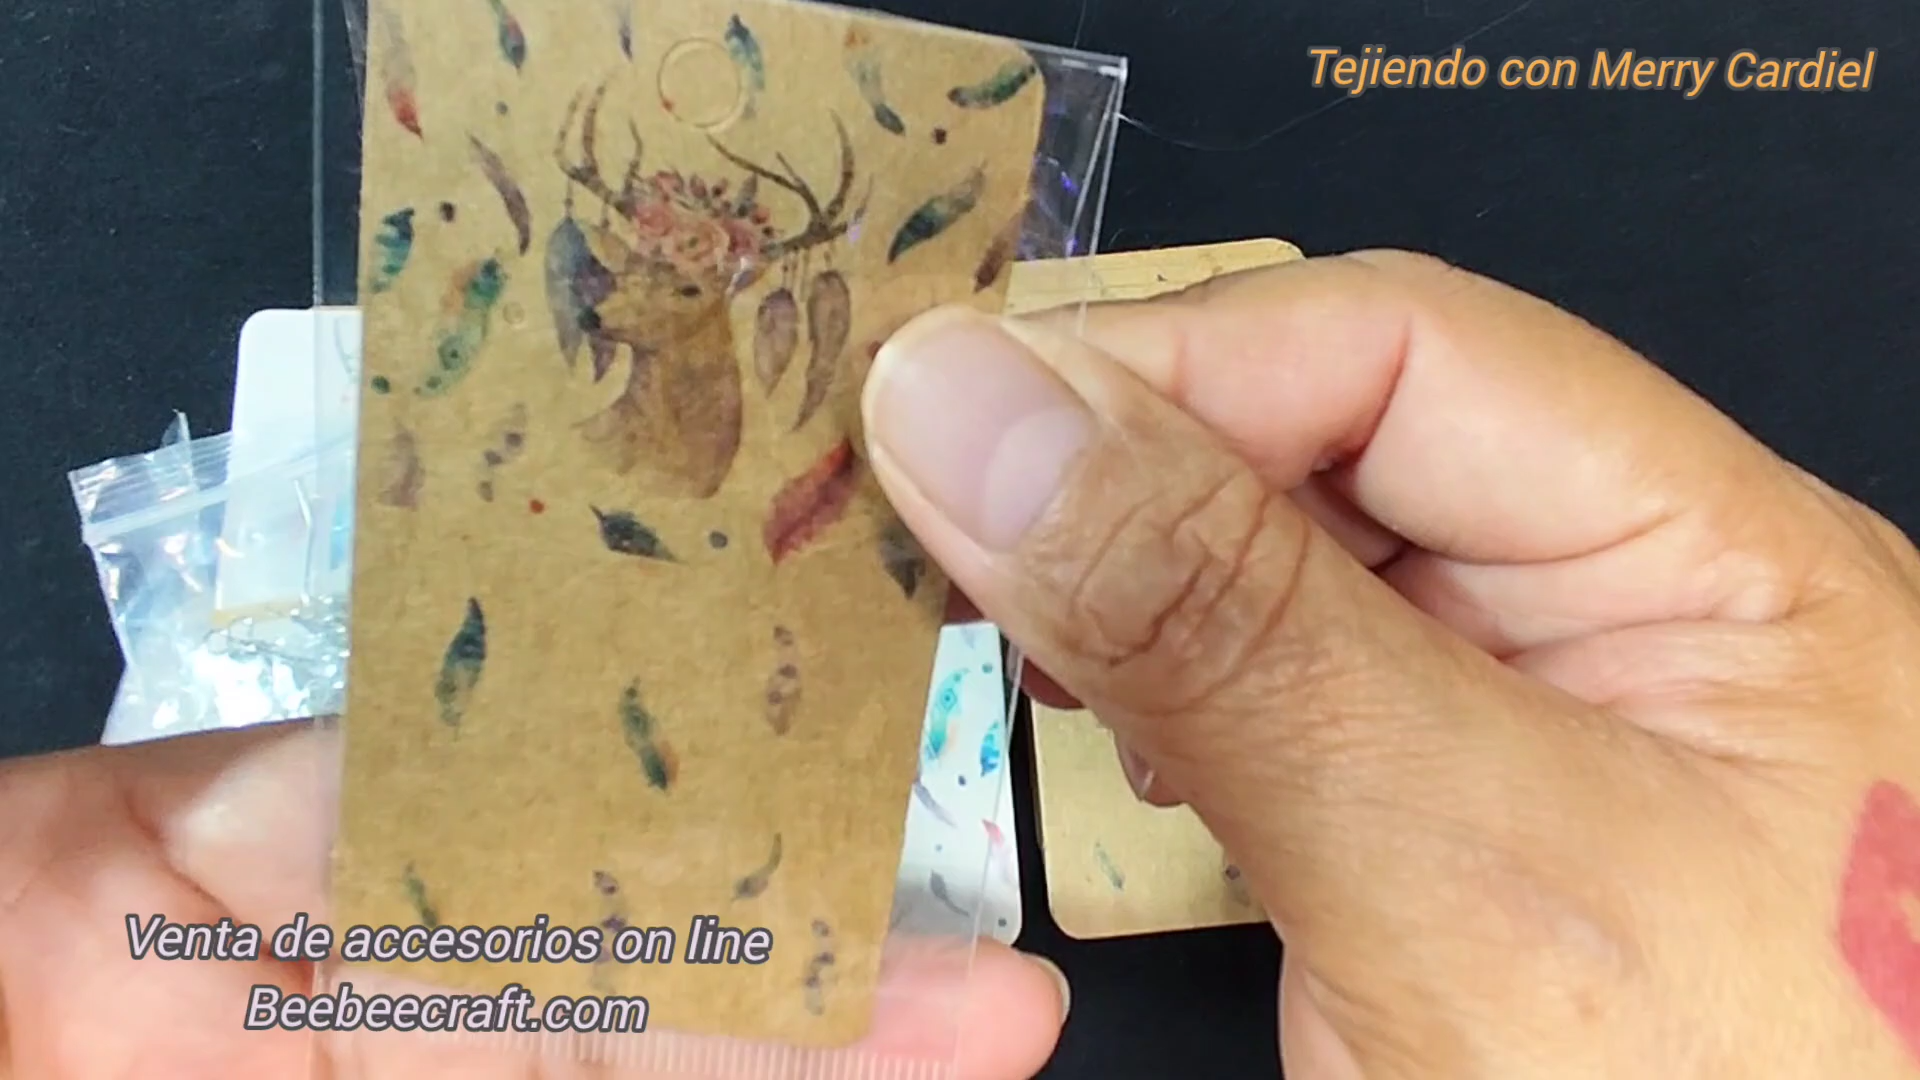 Tejiendo con Merry Cardiel
Venta de accesorios on line
Beebeecraft.com